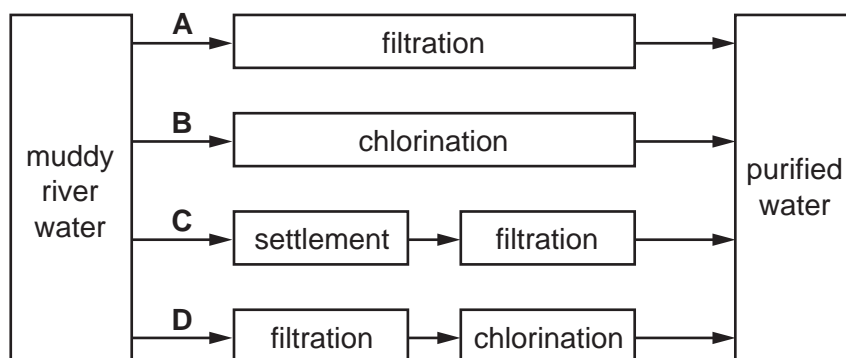 A
filtration
B
chlorination
muddy
river
water
purified
water
C
settlement
filtration
D
filtration
chlorination